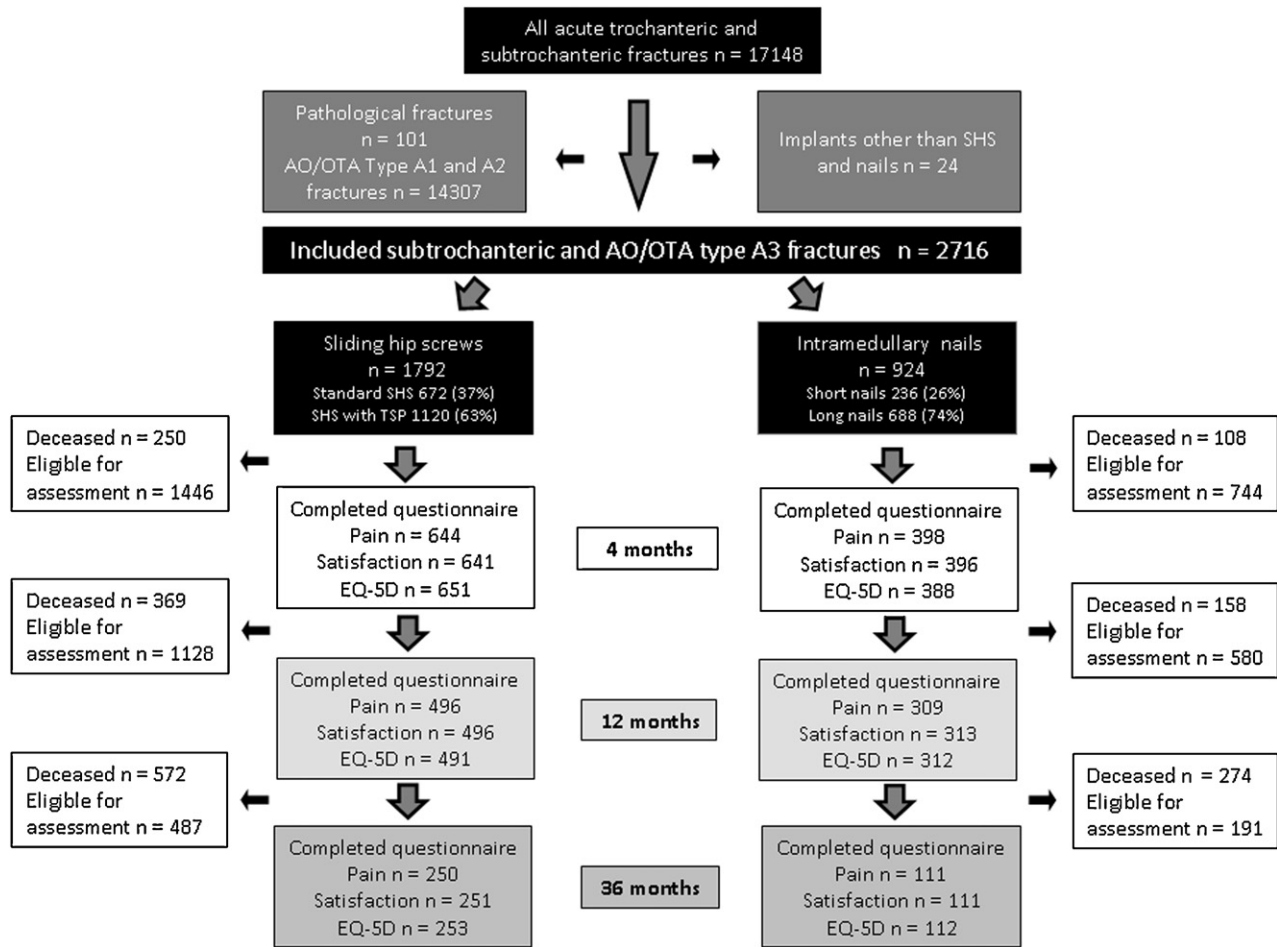 All acute trochanteric and
subtrochanteric fractures n = 17148
Pathological fractures
n = 101
AO/OTA Type A1 and A2
fractures n = 14307
Implants other than SHS
and nails n = 24
Included subtrochanteric and AO/OTA type A3 fractures n = 2716
Sliding hip screws
n = 1792
Standard SHS 672 (37%)
SHS with TSP 1120 (63%)
Intramedullary nails
n = 924
Short nails 236 (26%)
Long nails 688 (74%)
Deceased n = 250
Eligible for
assessment n = 1446
Deceased n = 108
Eligible for
assessment n = 744
Completed questionnaire
Pain n = 644
Satisfaction n = 641
EQ-5D n = 651
4 months
Completed questionnaire
Pain n = 398
Satisfaction n = 396
EQ-5D n = 388
Deceased n = 369
Eligible for
assessment n = 1128
Deceased n = 158
Eligible for
assessment n = 580
Completed questionnaire
Pain n = 496
Satisfaction n = 496
EQ-5D n = 491
12 months
Completed questionnaire
Pain n = 309
Satisfaction n = 313
EQ-5D n = 312
Deceased n = 572
Eligible for
assessment n = 487
Deceased n = 274
Eligible for
assessment n = 191
Completed questionnaire
Pain n = 250
Satisfaction n = 251
EQ-5D n = 253
36 months
Completed questionnaire
Pain n = 111
Satisfaction n = 111
EQ-5D n = 112